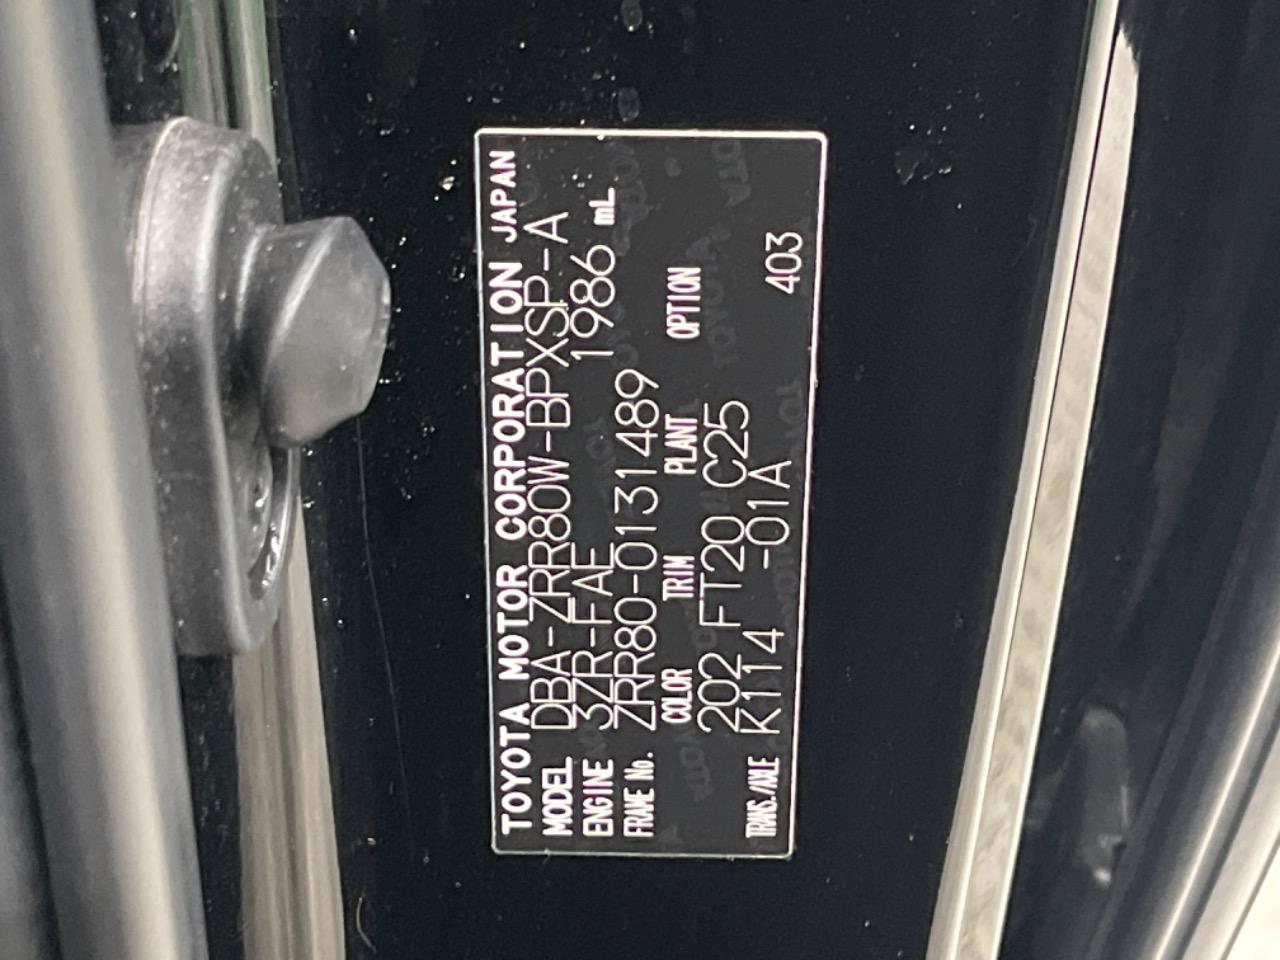 TOYOTA MOTOR CORPORATION JAPAN
MODEL DBA-ZRR80W-BPXSP-A
ENGINE 3ZR-FAE 1986 mL
FRAME No. ZRR80-0131489
COLOR TRIM PLANT OPTION
202 FT20 C25
TRANS./AXLE K114 -01A 403